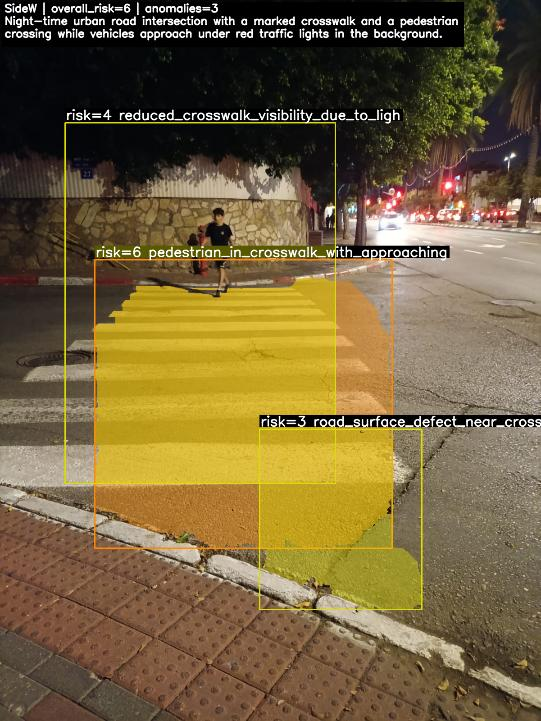 SideW | overall_risk=6 | anomalies=3
Night-time urban road intersection with a marked crosswalk and a pedestrian
crossing while vehicles approach under red traffic lights in the background.
risk=4 reduced_crosswalk_visibility_due_to_ligh
23
risk=6 pedestrian_in_crosswalk_with_approaching
risk=3 road_surface_defect_near_cross